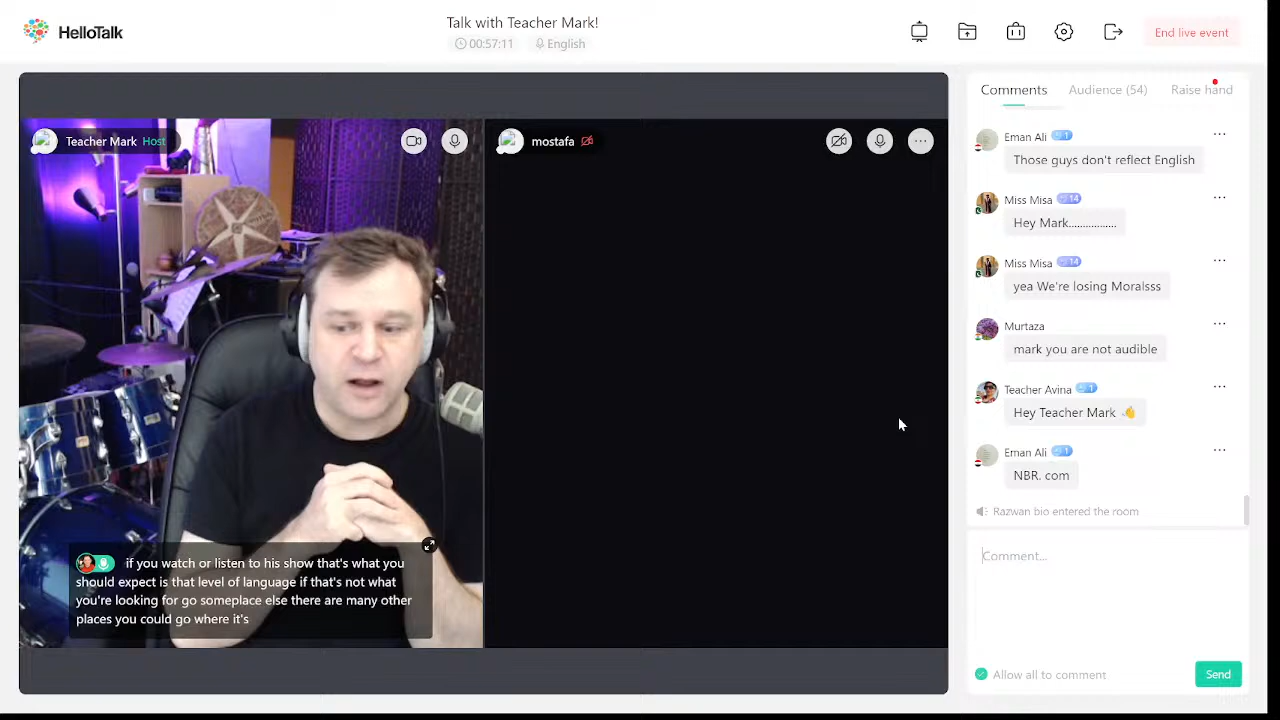 HelloTalk
Talk with Teacher Mark!
00:57:11 English
End live event
Teacher Mark Host
mostafa
if you watch or listen to his show that's what you
should expect is that level of language if that's not what
you're looking for go someplace else there are many other
places you could go where it's
Comments Audience (54) Raise hand
Eman Ali 1
Those guys don't reflect English
Miss Misa 14
Hey Mark................
Miss Misa 14
yea We're losing Moralsss
Murtaza
mark you are not audible
Teacher Avina 1
Hey Teacher Mark 🤙
Eman Ali 1
NBR. com
Razwan bio entered the room
Comment...
Allow all to comment
Send